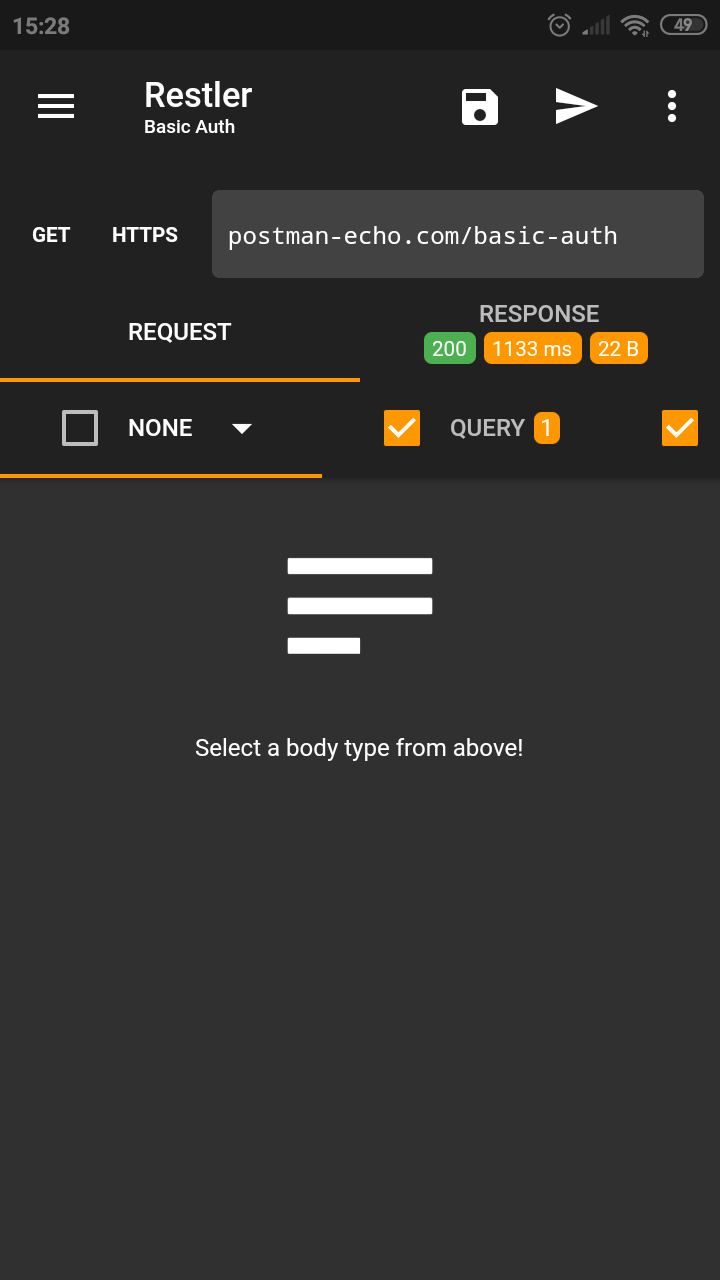 15:28
49
Restler
Basic Auth
GET HTTPS postman-echo.com/basic-auth
REQUEST
RESPONSE
200 1133 ms 22 B
NONE QUERY 1
Select a body type from above!